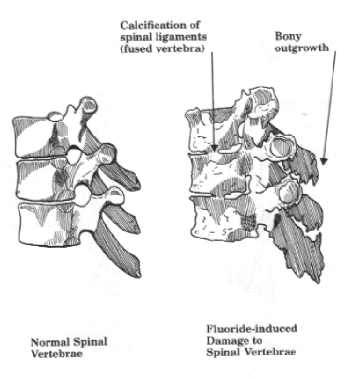 Calcification of
spinal ligaments
(fused vertebra)
Bony
outgrowth
Normal Spinal
Vertebrae
Fluoride-induced
Damage to
Spinal Vertebrae